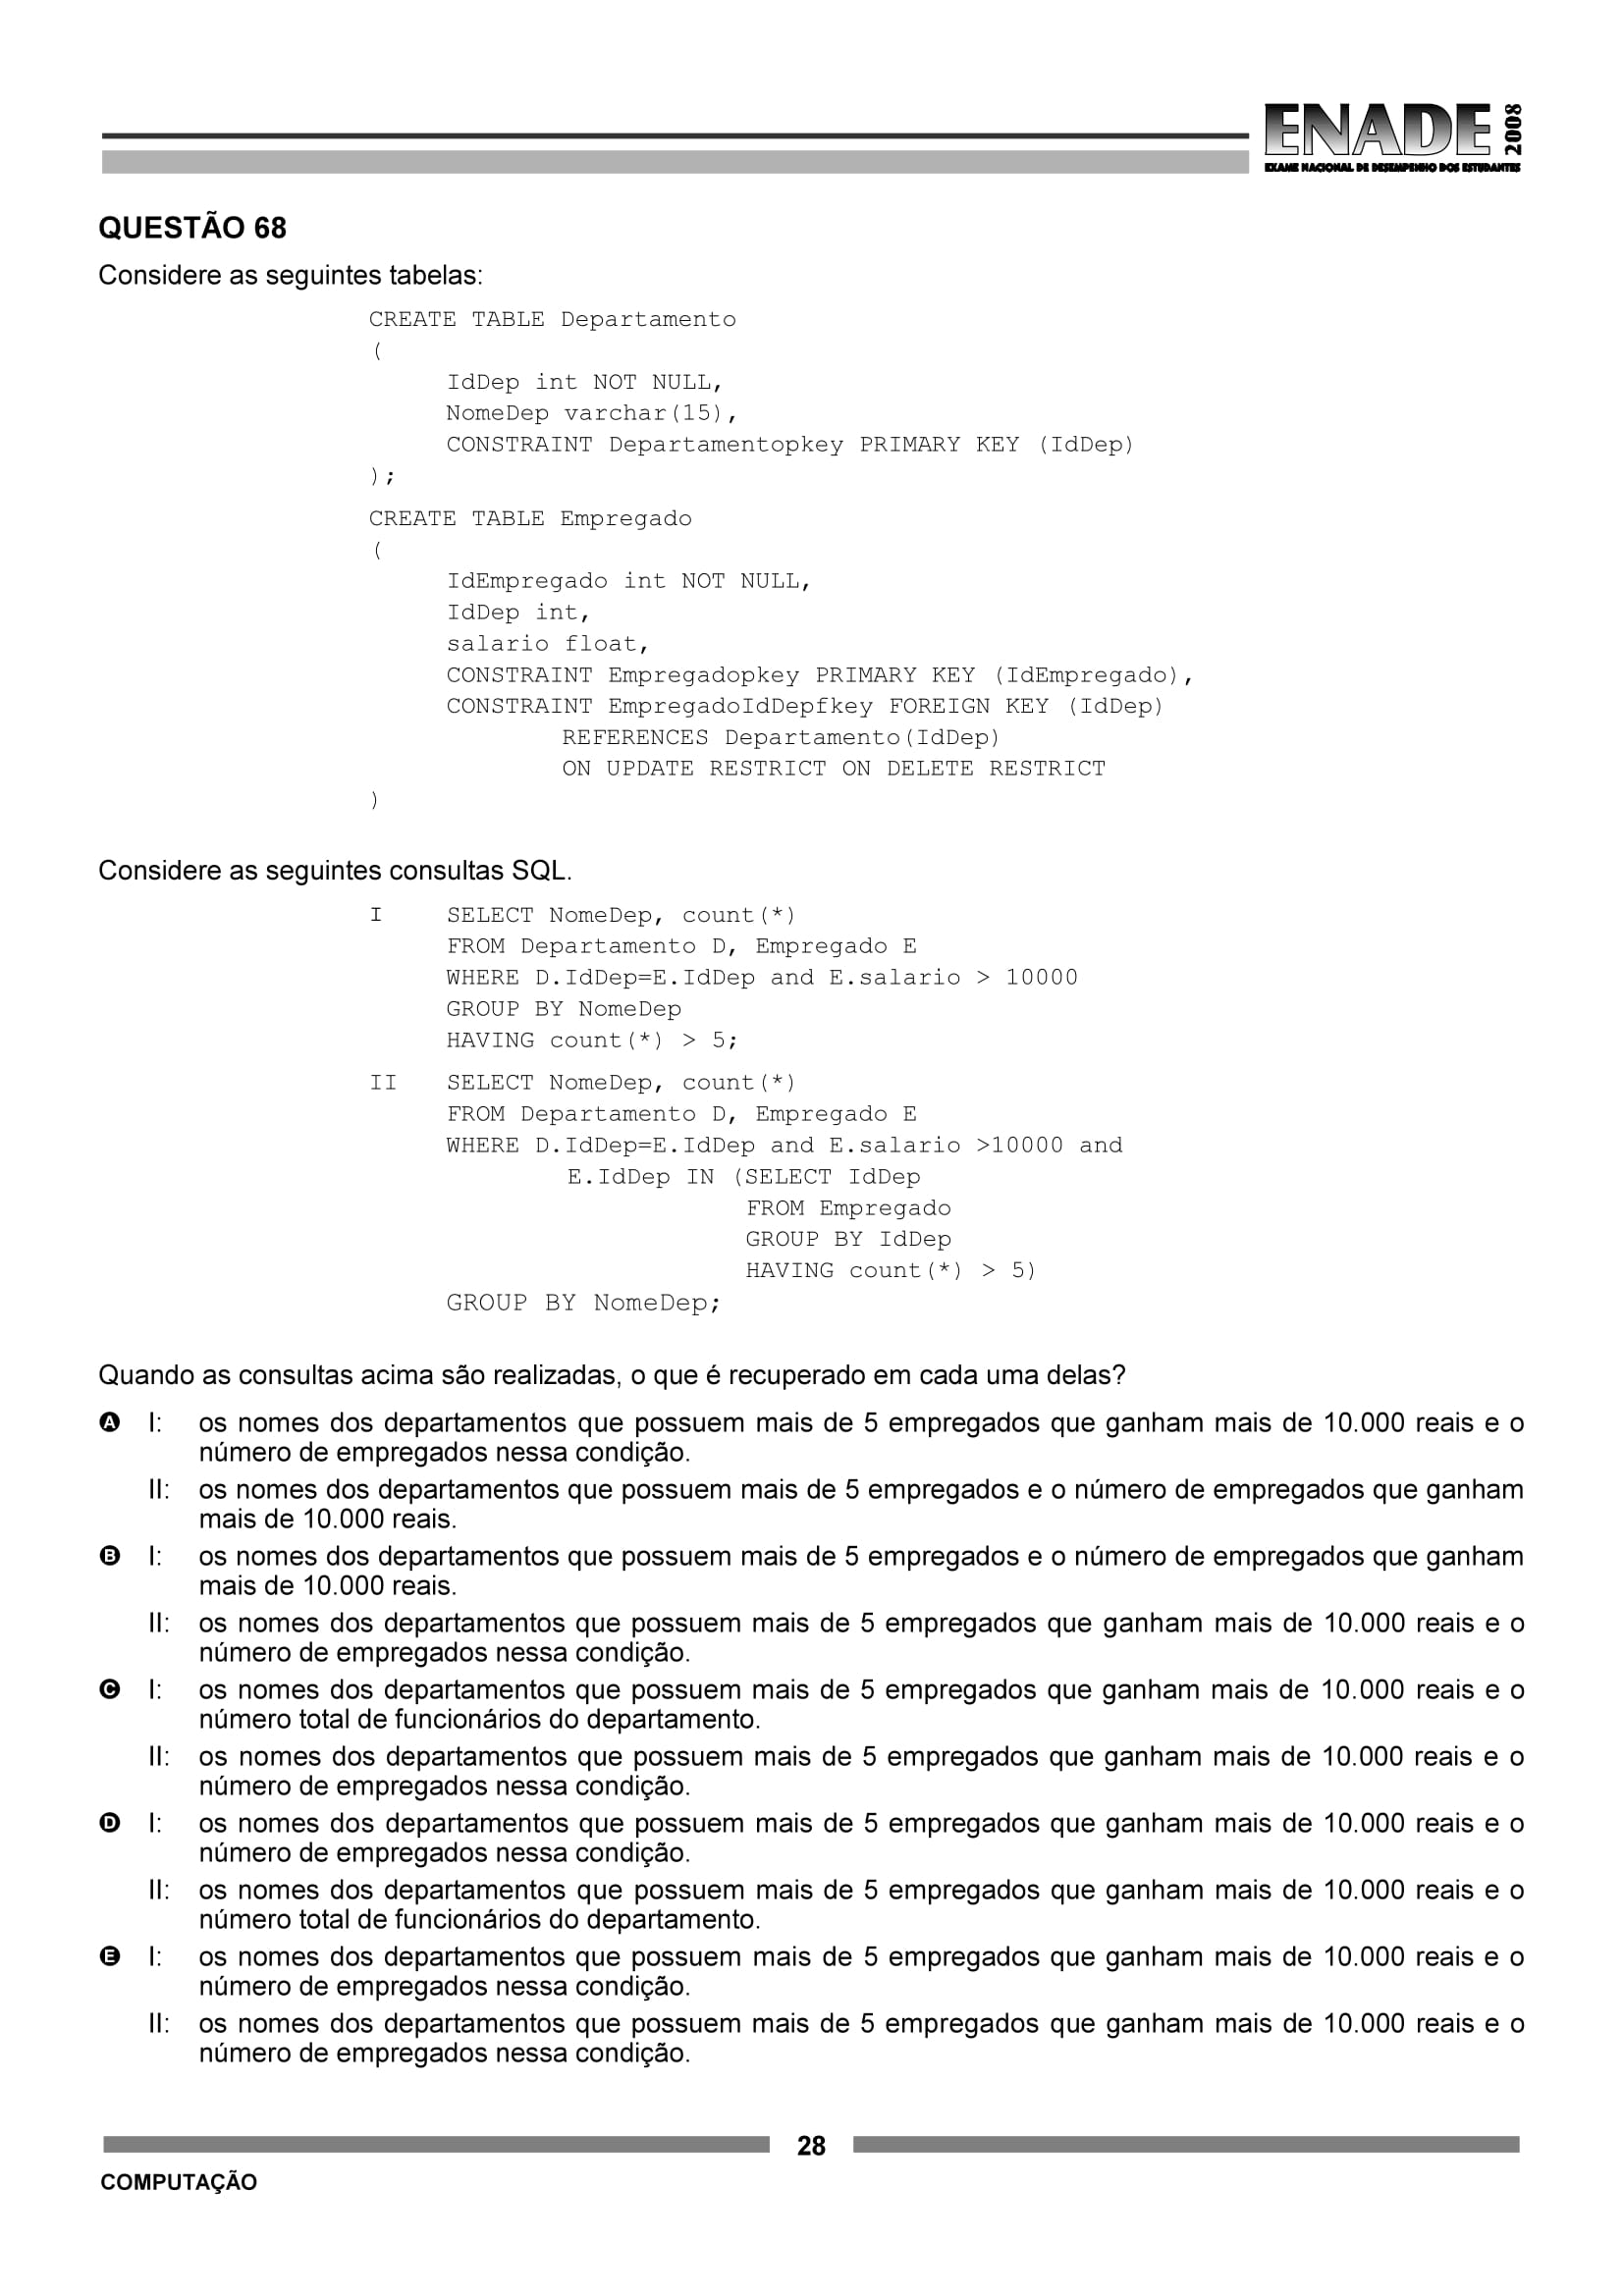 ENADE 2008
EXAME NACIONAL DE DESEMPENHO DOS ESTUDANTES
QUESTÃO 68
Considere as seguintes tabelas:
CREATE TABLE Departamento
(
IdDep int NOT NULL,
NomeDep varchar(15),
CONSTRAINT Departamentopkey PRIMARY KEY (IdDep)
);
CREATE TABLE Empregado
(
IdEmpregado int NOT NULL,
IdDep int,
salario float,
CONSTRAINT Empregadopkey PRIMARY KEY (IdEmpregado),
CONSTRAINT EmpregadoIdDepfkey FOREIGN KEY (IdDep)
REFERENCES Departamento(IdDep)
ON UPDATE RESTRICT ON DELETE RESTRICT
)
Considere as seguintes consultas SQL.
I SELECT NomeDep, count(*)
FROM Departamento D, Empregado E
WHERE D.IdDep=E.IdDep and E.salario > 10000
GROUP BY NomeDep
HAVING count(*) > 5;
II SELECT NomeDep, count(*)
FROM Departamento D, Empregado E
WHERE D.IdDep=E.IdDep and E.salario >10000 and
E.IdDep IN (SELECT IdDep
FROM Empregado
GROUP BY IdDep
HAVING count(*) > 5)
GROUP BY NomeDep;
Quando as consultas acima são realizadas, o que é recuperado em cada uma delas?
A I: os nomes dos departamentos que possuem mais de 5 empregados que ganham mais de 10.000 reais e o
número de empregados nessa condição.
II: os nomes dos departamentos que possuem mais de 5 empregados e o número de empregados que ganham
mais de 10.000 reais.
B I: os nomes dos departamentos que possuem mais de 5 empregados e o número de empregados que ganham
mais de 10.000 reais.
II: os nomes dos departamentos que possuem mais de 5 empregados que ganham mais de 10.000 reais e o
número de empregados nessa condição.
C I: os nomes dos departamentos que possuem mais de 5 empregados que ganham mais de 10.000 reais e o
número total de funcionários do departamento.
II: os nomes dos departamentos que possuem mais de 5 empregados que ganham mais de 10.000 reais e o
número de empregados nessa condição.
D I: os nomes dos departamentos que possuem mais de 5 empregados que ganham mais de 10.000 reais e o
número de empregados nessa condição.
II: os nomes dos departamentos que possuem mais de 5 empregados que ganham mais de 10.000 reais e o
número total de funcionários do departamento.
E I: os nomes dos departamentos que possuem mais de 5 empregados que ganham mais de 10.000 reais e o
número de empregados nessa condição.
II: os nomes dos departamentos que possuem mais de 5 empregados que ganham mais de 10.000 reais e o
número de empregados nessa condição.
28
COMPUTAÇÃO